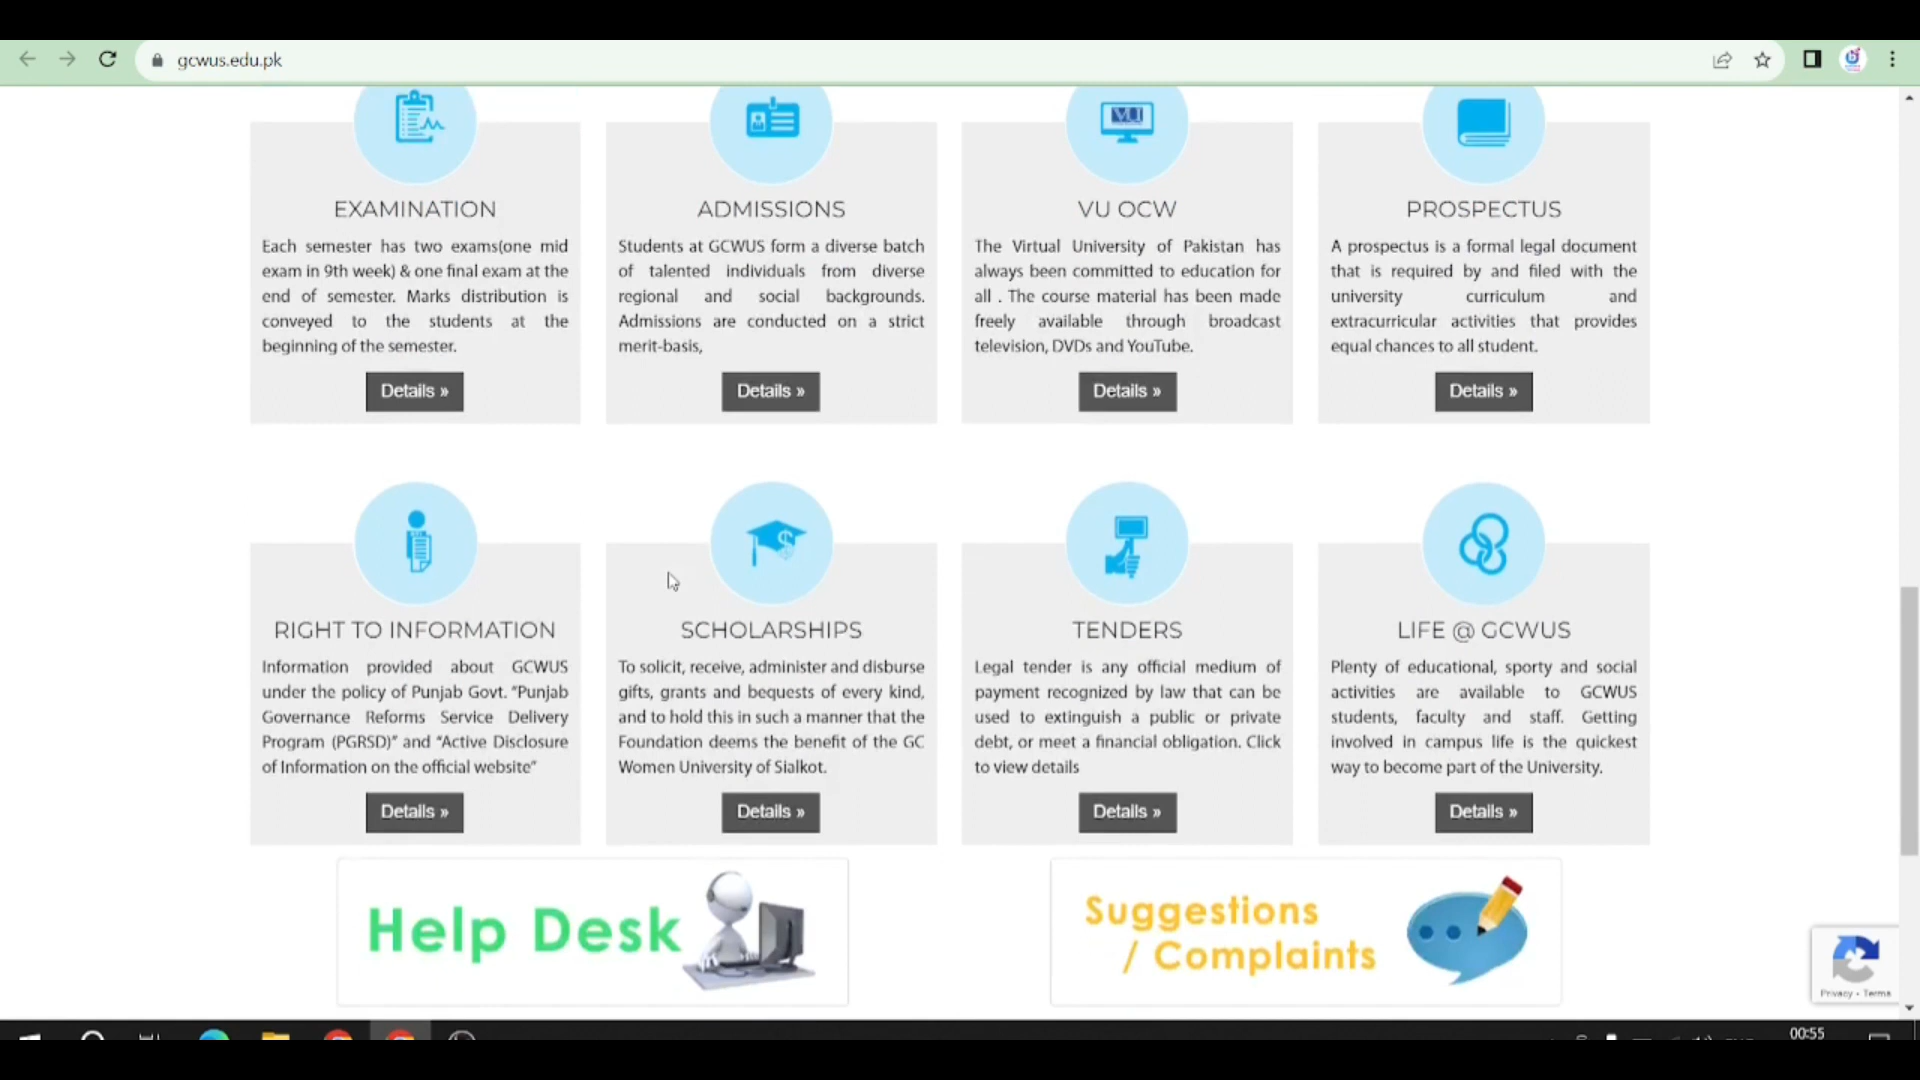 gcwus.edu.pk
VU
EXAMINATION
Each semester has two exams(one mid
exam in 9th week) & one final exam at the
end of semester. Marks distribution is
conveyed to the students at the
beginning of the semester.
Details »
ADMISSIONS
Students at GCWUS form a diverse batch
of talented individuals from diverse
regional and social backgrounds.
Admissions are conducted on a strict
merit-basis,
Details »
VU OCW
The Virtual University of Pakistan has
always been committed to education for
all . The course material has been made
freely available through broadcast
television, DVDs and YouTube.
Details »
PROSPECTUS
A prospectus is a formal legal document
that is required by and filed with the
university curriculum and
extracurricular activities that provides
equal chances to all student.
Details »
RIGHT TO INFORMATION
Information provided about GCWUS
under the policy of Punjab Govt. “Punjab
Governance Reforms Service Delivery
Program (PGRSD)” and “Active Disclosure
of Information on the official website”
Details »
SCHOLARSHIPS
To solicit, receive, administer and disburse
gifts, grants and bequests of every kind,
and to hold this in such a manner that the
Foundation deems the benefit of the GC
Women University of Sialkot.
Details »
TENDERS
Legal tender is any official medium of
payment recognized by law that can be
used to extinguish a public or private
debt, or meet a financial obligation. Click
to view details
Details »
LIFE @ GCWUS
Plenty of educational, sporty and social
activities are available to GCWUS
students, faculty and staff. Getting
involved in campus life is the quickest
way to become part of the University.
Details »
Help Desk
Suggestions
/ Complaints
Privacy - Terms
00:55